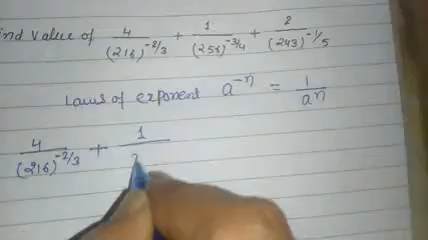 ind value of 4/(216)^-2/3 + 1/(256)^-3/4 + 2/(243)^-1/5
Laws of exponent a^-n = 1/a^n
4/(216)^-2/3 + 1/